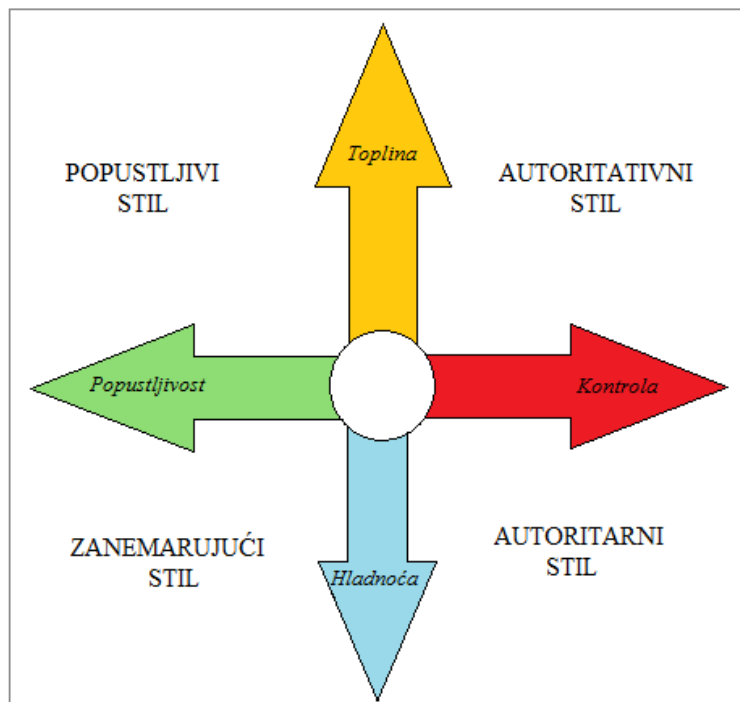 Toplina
POPUSTLJIVI
STIL
AUTORITATIVNI
STIL
Popustljivost
Kontrola
ZANEMARUJUĆI
STIL
AUTORITARNI
STIL
Hladnoća